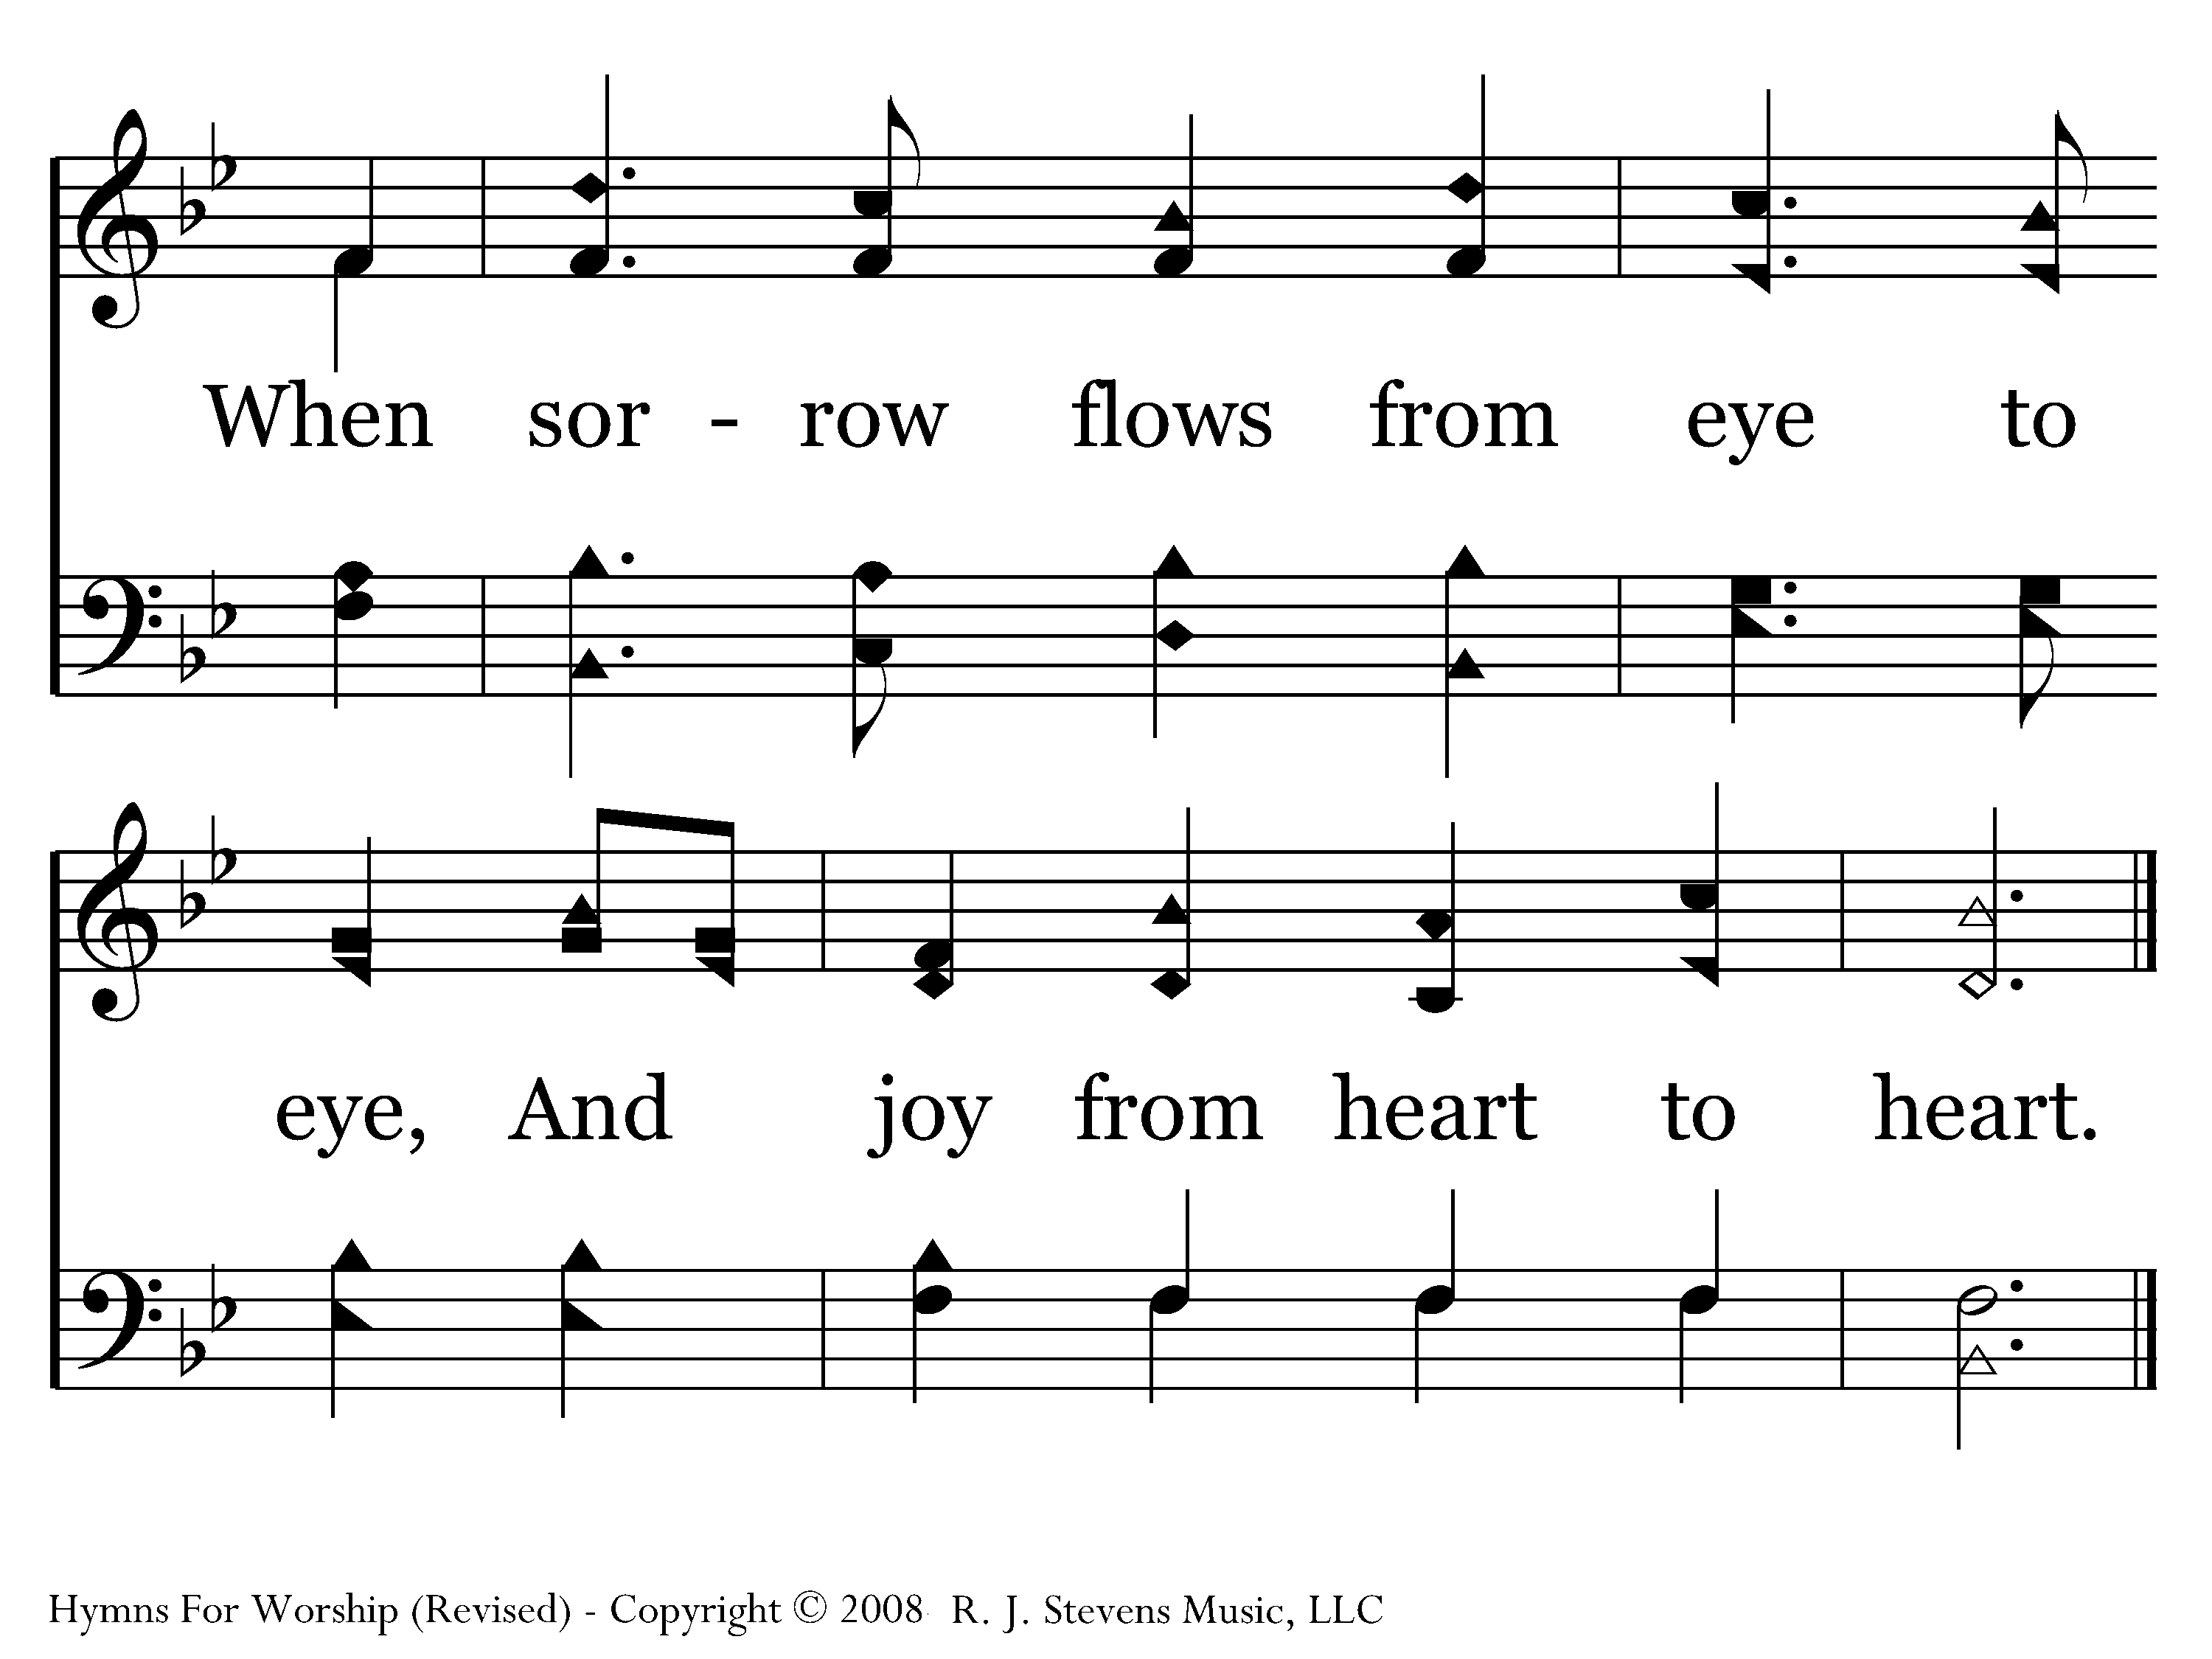 When sor - row flows from eye to
eye, And joy from heart to heart.
Hymns For Worship (Revised) - Copyright © 2008 R. J. Stevens Music, LLC